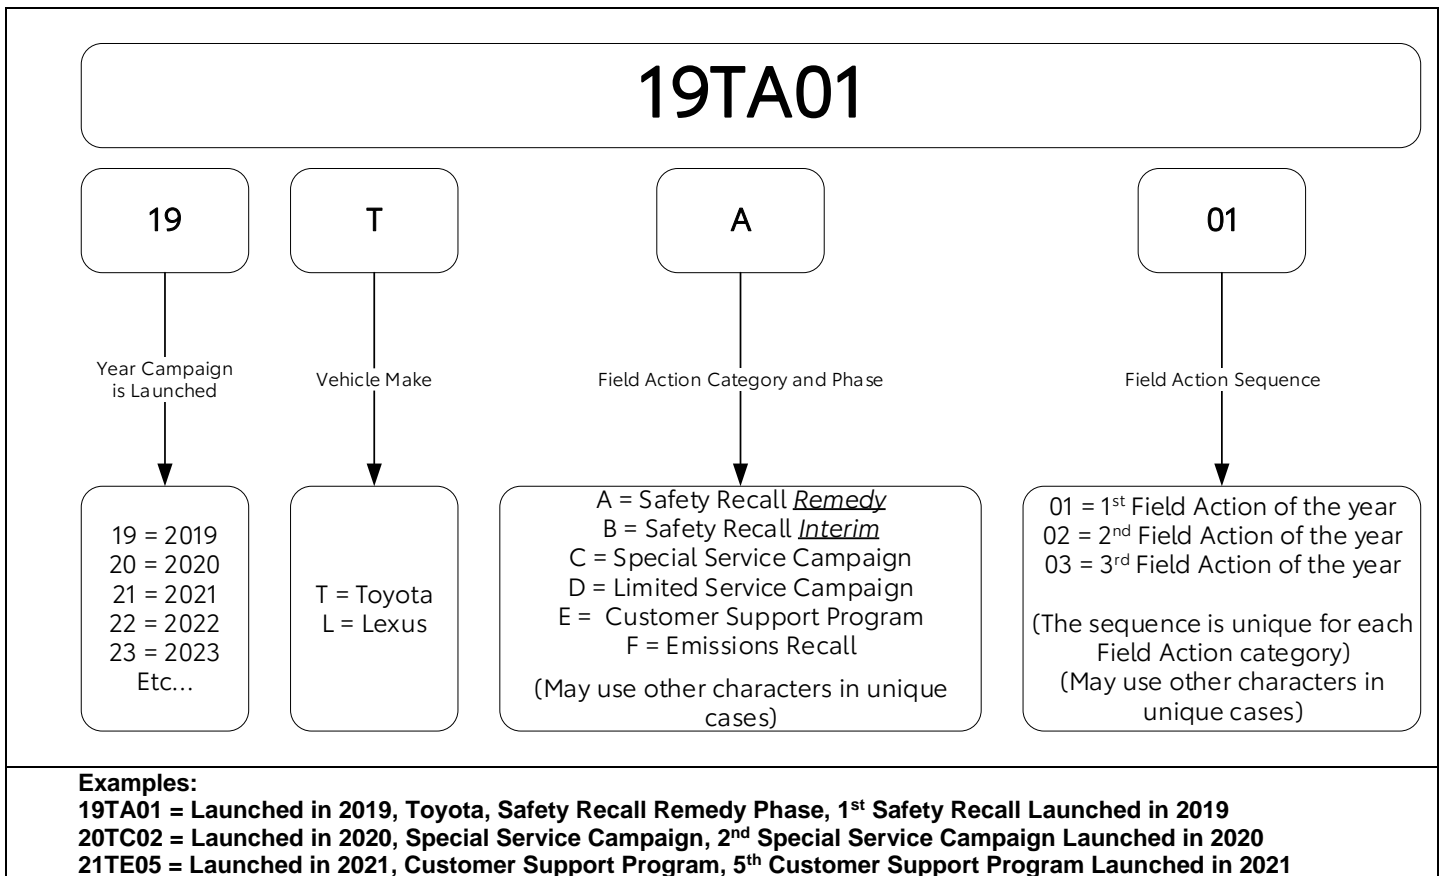 19TA01
19
T
A
01
Year Campaign
is Launched
Vehicle Make
Field Action Category and Phase
Field Action Sequence
19 = 2019
20 = 2020
21 = 2021
22 = 2022
23 = 2023
Etc...
T = Toyota
L = Lexus
A = Safety Recall Remedy
B = Safety Recall Interim
C = Special Service Campaign
D = Limited Service Campaign
E =  Customer Support Program
F = Emissions Recall
(May use other characters in unique
cases)
01 = 1st Field Action of the year
02 = 2nd Field Action of the year
03 = 3rd Field Action of the year
(The sequence is unique for each
Field Action category)
(May use other characters in
unique cases)
Examples:
19TA01 = Launched in 2019, Toyota, Safety Recall Remedy Phase, 1st Safety Recall Launched in 2019
20TC02 = Launched in 2020, Special Service Campaign, 2nd Special Service Campaign Launched in 2020
21TE05 = Launched in 2021, Customer Support Program, 5th Customer Support Program Launched in 2021